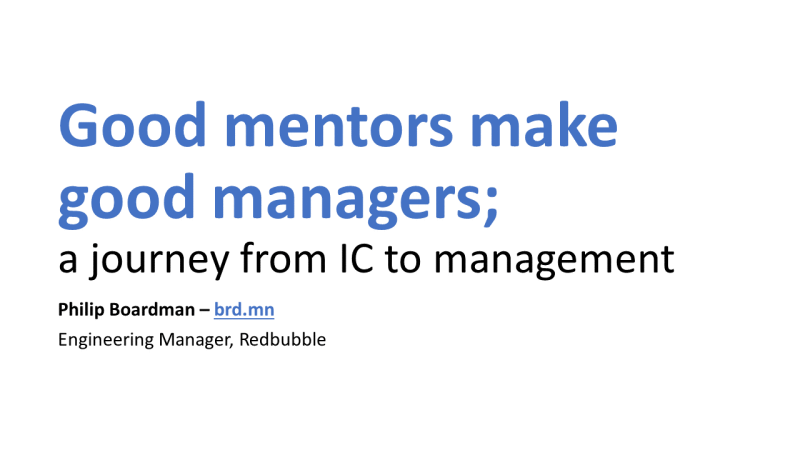 Good mentors make
good managers;
a journey from IC to management
Philip Boardman – brd.mn
Engineering Manager, Redbubble